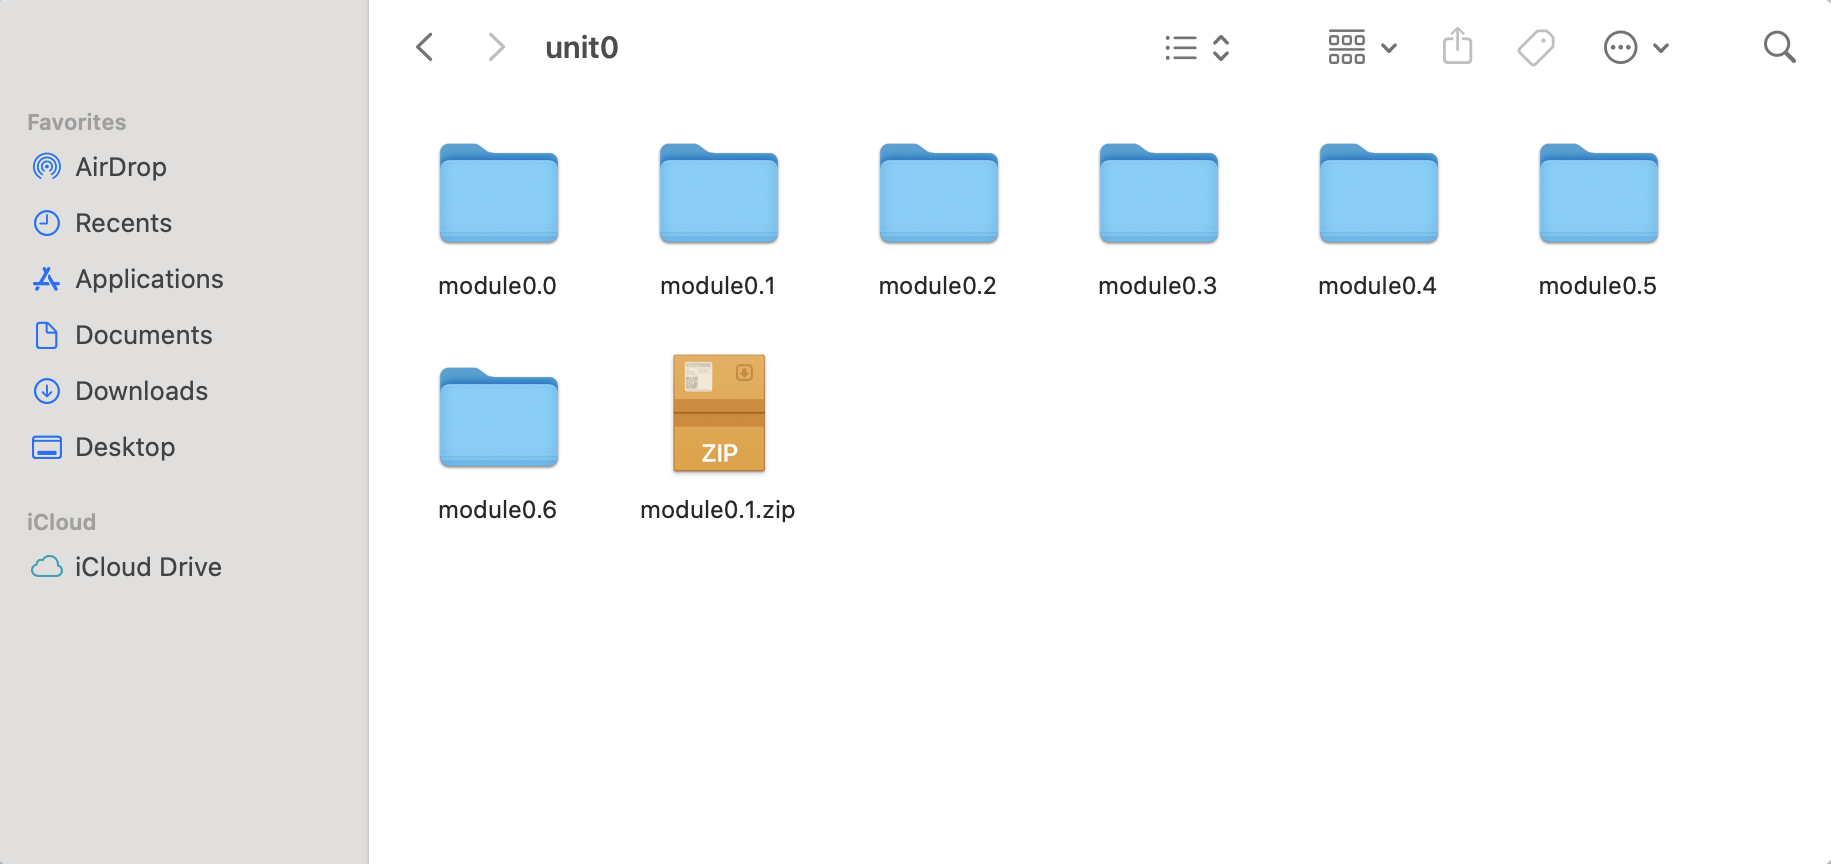 unit0
Favorites
AirDrop
Recents
Applications
Documents
Downloads
Desktop
iCloud
iCloud Drive
module0.0
module0.1
module0.2
module0.3
module0.4
module0.5
module0.6
ZIP
module0.1.zip